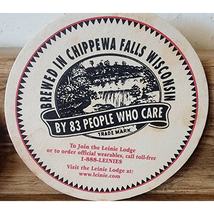 BREWED IN CHIPPEWA FALLS WISCONSIN
BY 83 PEOPLE WHO CARE
TRADE MARK
To Join the Leinie Lodge
or to order official wearables, call toll-free
1-888-LEINIES
Visit the Leinie Lodge at:
www.leinie.com